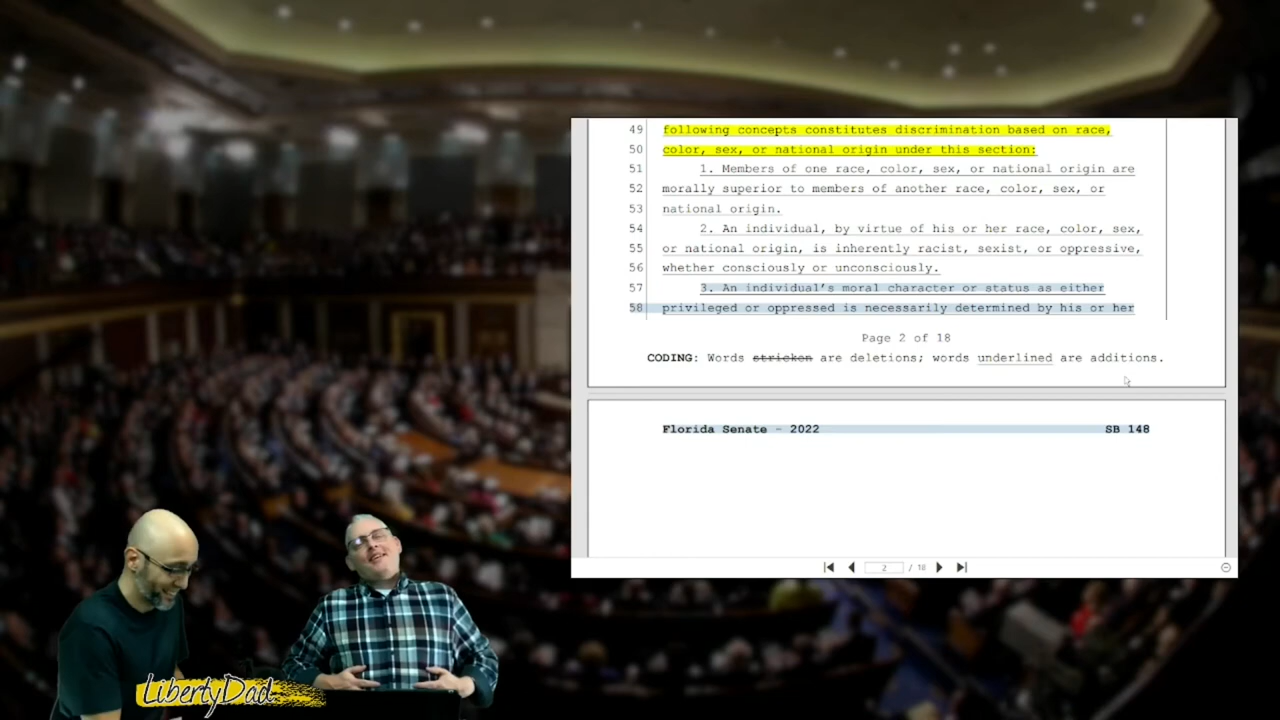 49 following concepts constitutes discrimination based on race,
50 color, sex, or national origin under this section:
51 1. Members of one race, color, sex, or national origin are
52 morally superior to members of another race, color, sex, or
53 national origin.
54 2. An individual, by virtue of his or her race, color, sex,
55 or national origin, is inherently racist, sexist, or oppressive,
56 whether consciously or unconsciously.
57 3. An individual's moral character or status as either
58 privileged or oppressed is necessarily determined by his or her
Page 2 of 18
CODING: Words stricken are deletions; words underlined are additions.
Florida Senate - 2022 SB 148
2 / 18
LibertyDad